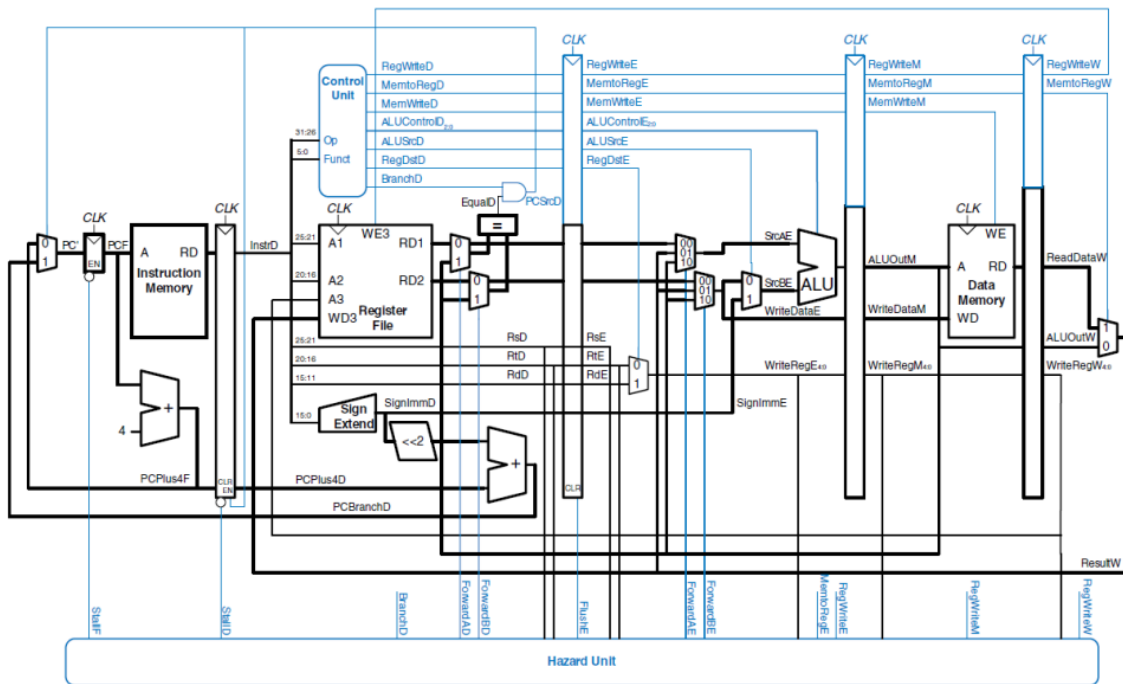 CLK CLK CLK
RegWriteD RegWriteE RegWriteM RegWriteW
Control Unit MemtoRegD MemtoRegE MemtoRegM MemtoRegW
MemWriteD MemWriteE MemWriteM
ALUControlD2:0 ALUControlE2:0
31:26 Op ALUSrcD ALUSrcE
5:0 Funct RegDstD RegDstE
BranchD
EqualD PCSrcD
CLK CLK CLK CLK
WE3 = WE
0 1 PC' PCF EN A RD InstrD 25:21 A1 RD1 0 1 00 01 10 SrcAE
Instruction Memory
20:16 A2 RD2 0 1 00 01 10 0 1 SrcBE ALU ALUOutM A RD ReadDataW
A3 Register File Data Memory
WD3 WriteDataE WriteDataM WD ALUOutW 1 0
25:21 RsD RsE
20:16 RtD RtE 0 WriteRegE4:0 WriteRegM4:0 WriteRegW4:0
15:11 RdD RdE 1
15:0 Sign Extend SignImmD SignImmE
4 + <<2 +
PCPlus4F CLR EN PCPlus4D CLR
PCBranchD
ResultW
StallF StallD BranchD ForwardAD ForwardBD FlushE ForwardAE ForwardBE MemtoRegE RegWriteE RegWriteM RegWriteW
Hazard Unit